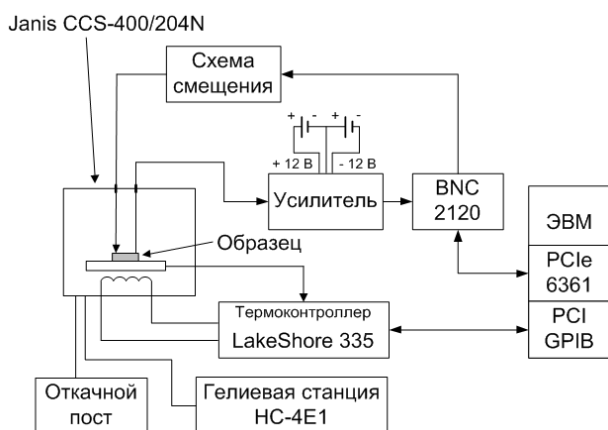 Janis CCS-400/204N
Схема
смещения
+ - + -
+ 12 В - 12 В
Усилитель
BNC
2120
ЭВМ
PCIe
6361
PCI
GPIB
Образец
Термоконтроллер
LakeShore 335
Откачной
пост
Гелиевая станция
HC-4E1